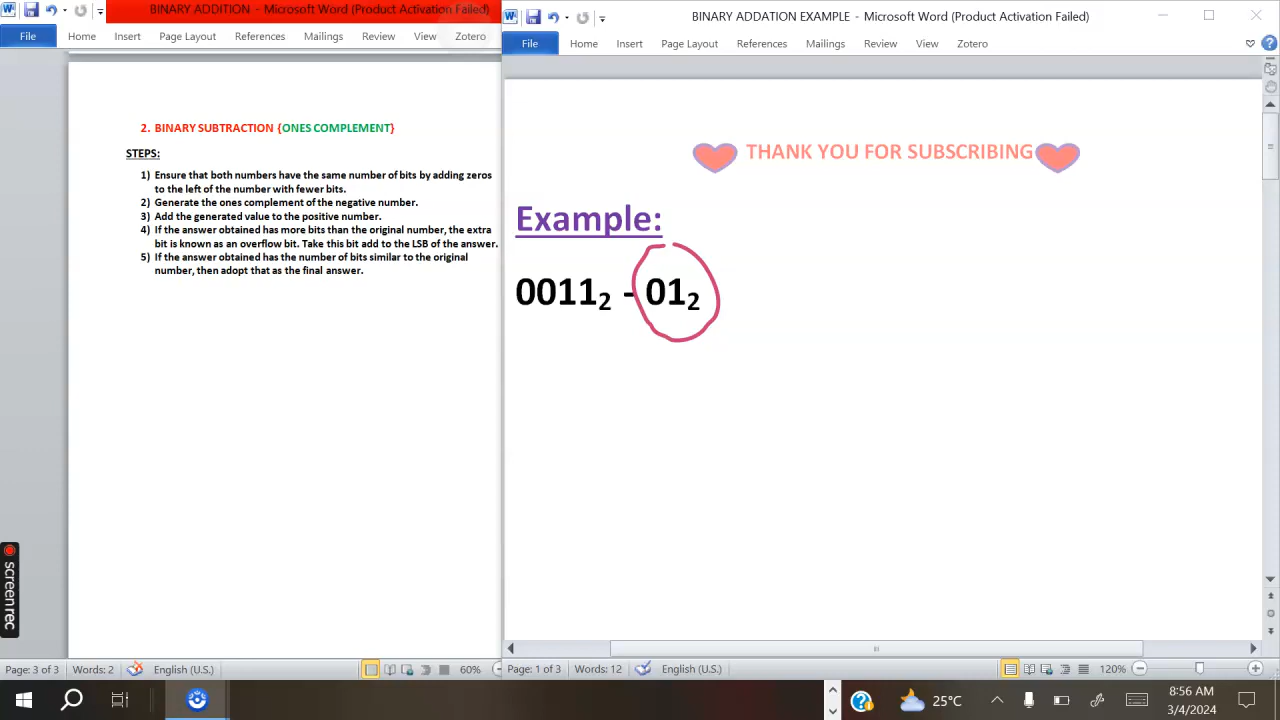 BINARY ADDITION - Microsoft Word (Product Activation Failed)
File Home Insert Page Layout References Mailings Review View Zotero
2. BINARY SUBTRACTION {ONES COMPLEMENT}
STEPS:
1) Ensure that both numbers have the same number of bits by adding zeros
to the left of the number with fewer bits.
2) Generate the ones complement of the negative number.
3) Add the generated value to the positive number.
4) If the answer obtained has more bits than the original number, the extra
bit is known as an overflow bit. Take this bit add to the LSB of the answer.
5) If the answer obtained has the number of bits similar to the original
number, then adopt that as the final answer.
Page: 3 of 3 Words: 2 English (U.S.) 60%
BINARY ADDATION EXAMPLE - Microsoft Word (Product Activation Failed)
File Home Insert Page Layout References Mailings Review View Zotero
THANK YOU FOR SUBSCRIBING
Example:
0011₂ - 01₂
Page: 1 of 3 Words: 12 English (U.S.) 120%
screen rec
25°C
8:56 AM
3/4/2024